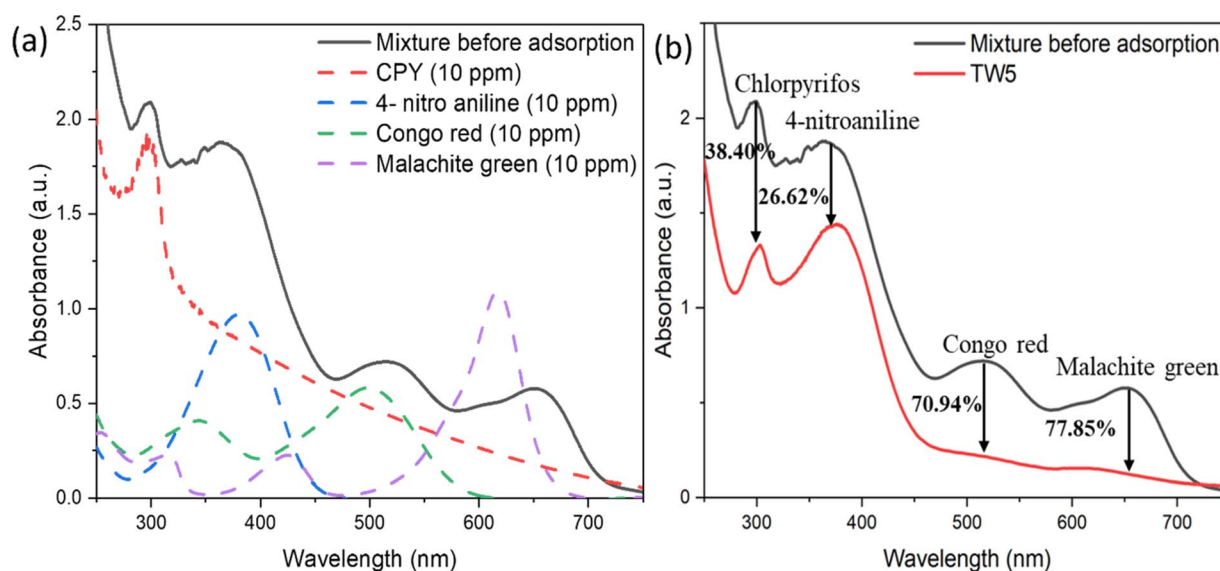 (a)
Mixture before adsorption
CPY (10 ppm)
4- nitro aniline (10 ppm)
Congo red (10 ppm)
Malachite green (10 ppm)
2.5
2.0
1.5
1.0
0.5
0.0
Absorbance (a.u.)
300
400
500
600
700
Wavelength (nm)
(b)
Mixture before adsorption
TW5
Chlorpyrifos
4-nitroaniline
38.40%
26.62%
Congo red
70.94%
Malachite green
77.85%
2
1
0
Absorbance (a.u.)
300
400
500
600
700
Wavelength (nm)